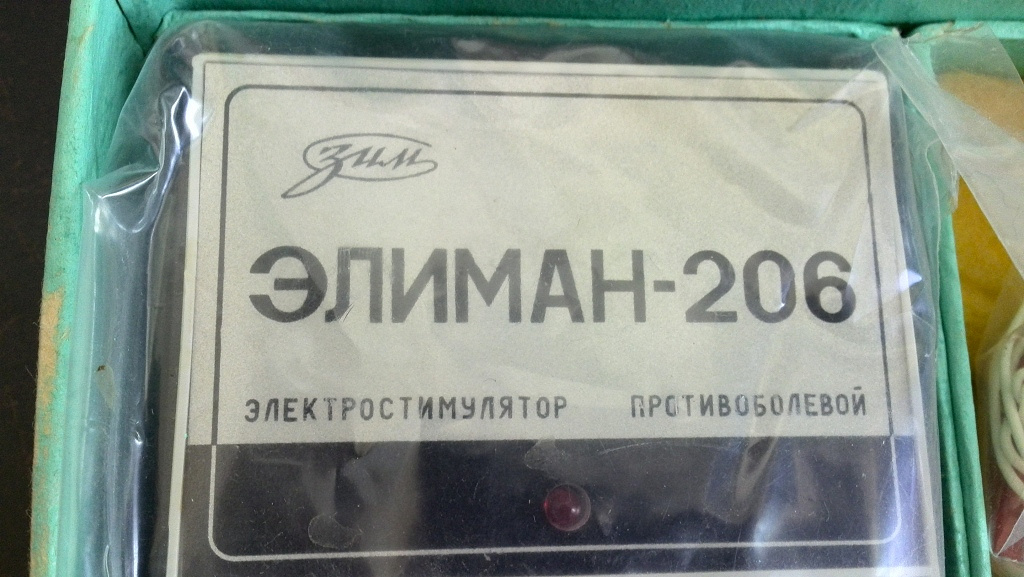 Зим
ЭЛИМАН-206
ЭЛЕКТРОСТИМУЛЯТОР ПРОТИВОБОЛЕВОЙ